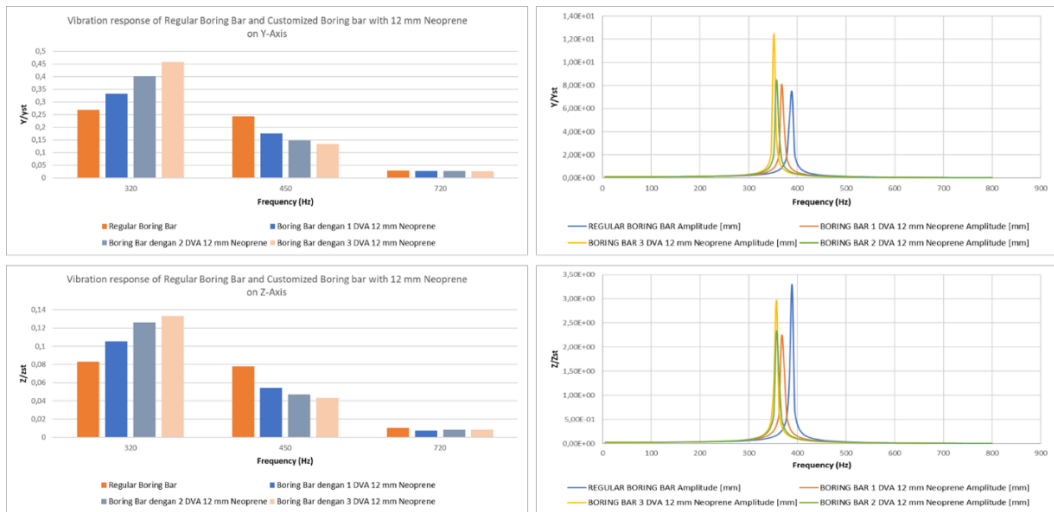 Vibration response of Regular Boring Bar and Customized Boring bar with 12 mm Neoprene
on Y-Axis
0,5
0,45
0,4
0,35
0,3
0,25
0,2
0,15
0,1
0,05
0
Y/yst
320
450
720
Frequency (Hz)
Regular Boring Bar
Boring Bar dengan 1 DVA 12 mm Neoprene
Boring Bar dengan 2 DVA 12 mm Neoprene
Boring Bar dengan 3 DVA 12 mm Neoprene
1,40E+01
1,20E+01
1,00E+01
8,00E+00
6,00E+00
4,00E+00
2,00E+00
0,00E+00
Y/Yst
0
100
200
300
400
500
600
700
800
900
Frequency (Hz)
REGULAR BORING BAR Amplitude [mm]
BORING BAR 1 DVA 12 mm Neoprene Amplitude [mm]
BORING BAR 3 DVA 12 mm Neoprene Amplitude [mm]
BORING BAR 2 DVA 12 mm Neoprene Amplitude [mm]
Vibration response of Regular Boring Bar and Customized Boring bar with 12 mm Neoprene
on Z-Axis
0,14
0,12
0,1
0,08
0,06
0,04
0,02
0
Z/zst
320
450
720
Frequency (Hz)
Regular Boring Bar
Boring Bar dengan 1 DVA 12 mm Neoprene
Boring Bar dengan 2 DVA 12 mm Neoprene
Boring Bar dengan 3 DVA 12 mm Neoprene
3,50E+00
3,00E+00
2,50E+00
2,00E+00
1,50E+00
1,00E+00
5,00E-01
0,00E+00
Z/Zst
0
100
200
300
400
500
600
700
800
900
Frequency (Hz)
REGULAR BORING BAR Amplitude [mm]
BORING BAR 1 DVA 12 mm Neoprene Amplitude [mm]
BORING BAR 3 DVA 12 mm Neoprene Amplitude [mm]
BORING BAR 2 DVA 12 mm Neoprene Amplitude [mm]